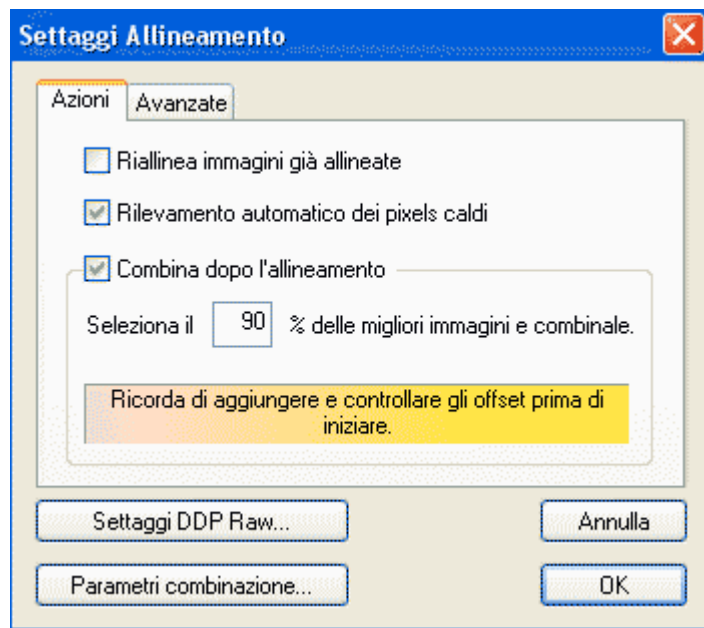 Settaggi Allineamento
Azioni
Avanzate
Riallinea immagini già allineate
Rilevamento automatico dei pixels caldi
Combina dopo l'allineamento
Seleziona il 90 % delle migliori immagini e combinale.
Ricorda di aggiungere e controllare gli offset prima di
iniziare.
Settaggi DDP Raw...
Annulla
Parametri combinazione...
OK